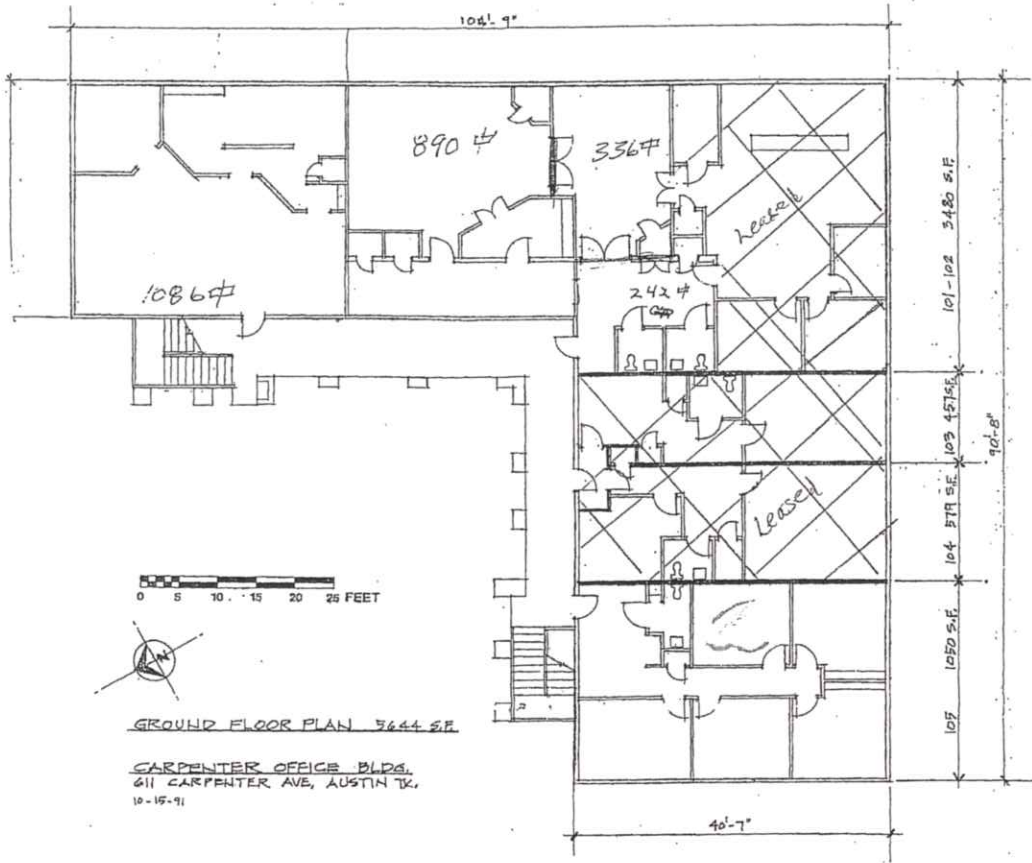 104'-9"
890 ⌗
336⌗
Leased
1086⌗
242⌗
101-102 3480 S.F.
103 457 S.F.
90'-8"
104 579 S.F.
Leased
105 1050 S.F.
0 5 10 15 20 25 FEET
N
GROUND FLOOR PLAN 5644 S.F.
CARPENTER OFFICE BLDG.
611 CARPENTER AVE, AUSTIN TX.
10-15-91
40'-7"